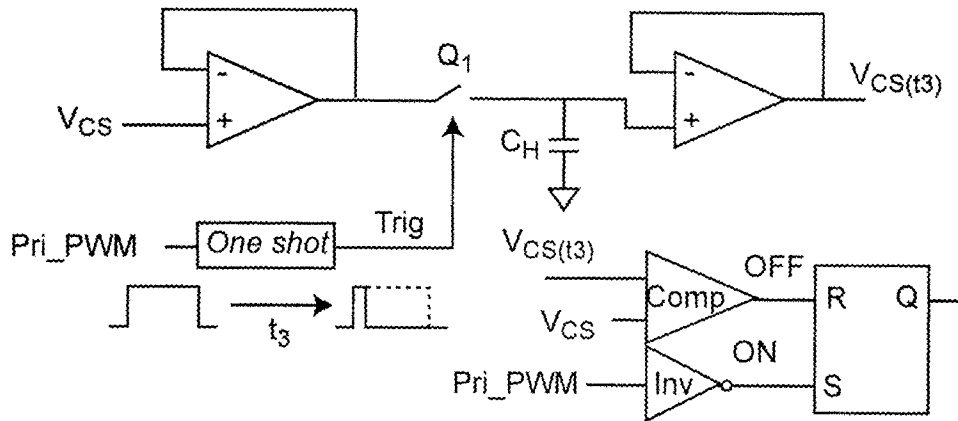 Q1
-
+
VCS
-
+
VCS(t3)
CH
Trig
Pri_PWM
One shot
t3
VCS(t3)
OFF
Comp
R
Q
VCS
ON
Pri_PWM
Inv
S